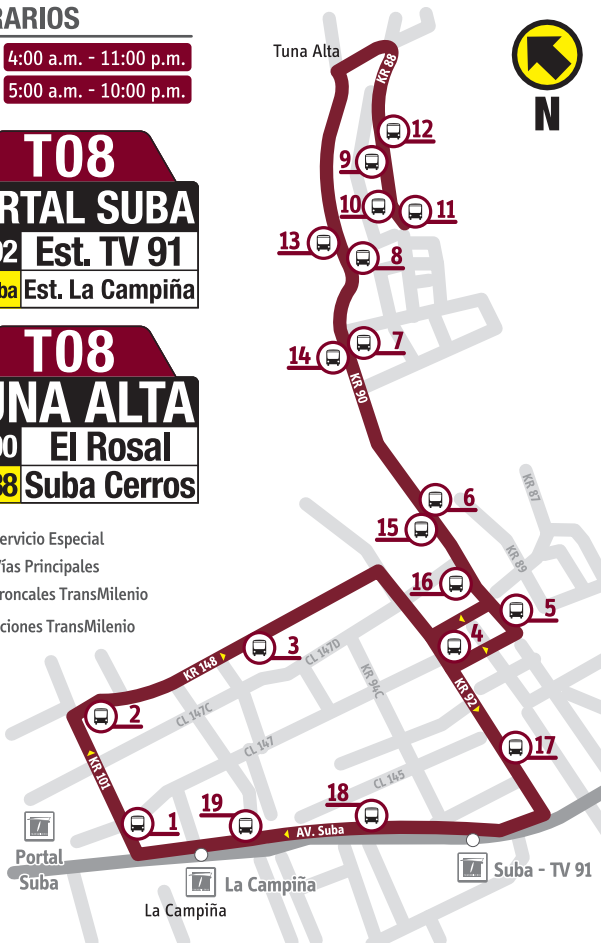 RARIOS
4:00 a.m. - 11:00 p.m.
5:00 a.m. - 10:00 p.m.
T08
RTAL SUBA
92 Est. TV 91
ba Est. La Campiña
T08
UNA ALTA
90 El Rosal
88 Suba Cerros
ervicio Especial
ías Principales
roncales TransMilenio
ciones TransMilenio
Tuna Alta
KR 88
N
12
9
10
11
13
8
7
14
KR 90
6
15
KR 87
KR 89
16
5
4
3
CL 147D
KR 148
KR 94C
KR 92
2
CL 147C
CL 147
17
KR 101
CL 145
18
19
1
AV. Suba
Portal
Suba
La Campiña
La Campiña
Suba - TV 91